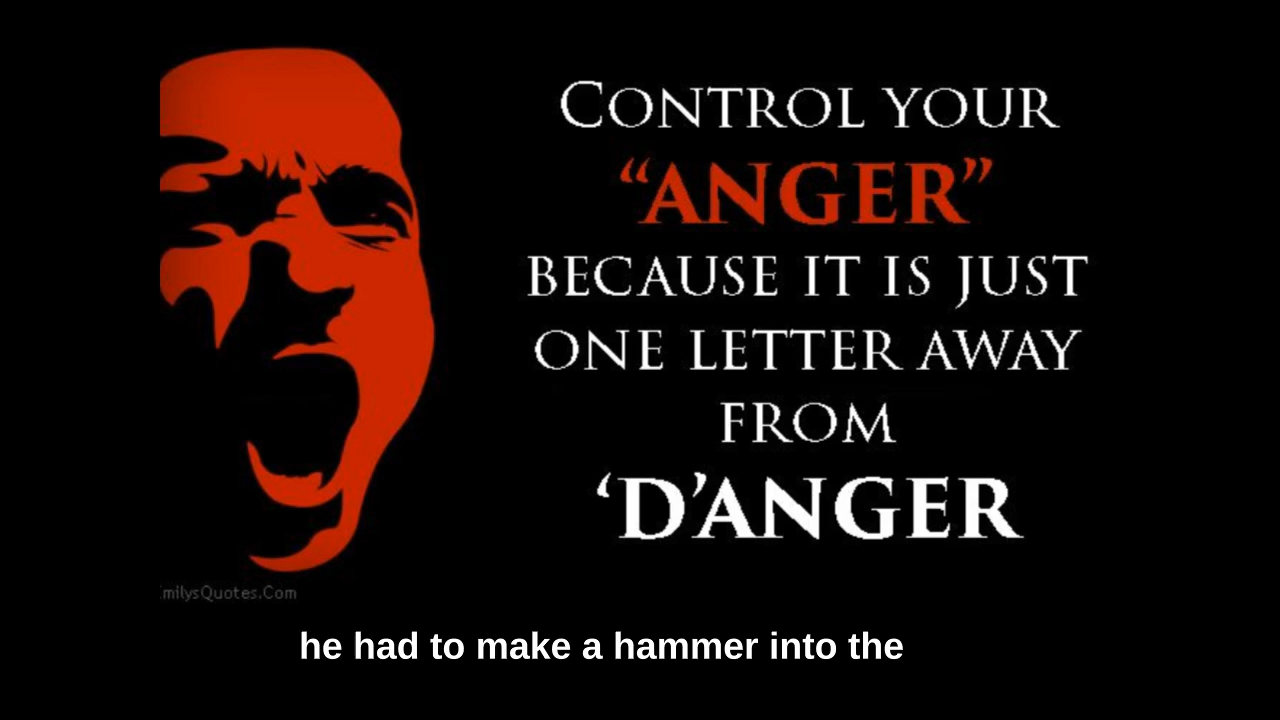 CONTROL YOUR
“ANGER”
BECAUSE IT IS JUST
ONE LETTER AWAY
FROM
‘D’ANGER
milysQuotes.Com
he had to make a hammer into the